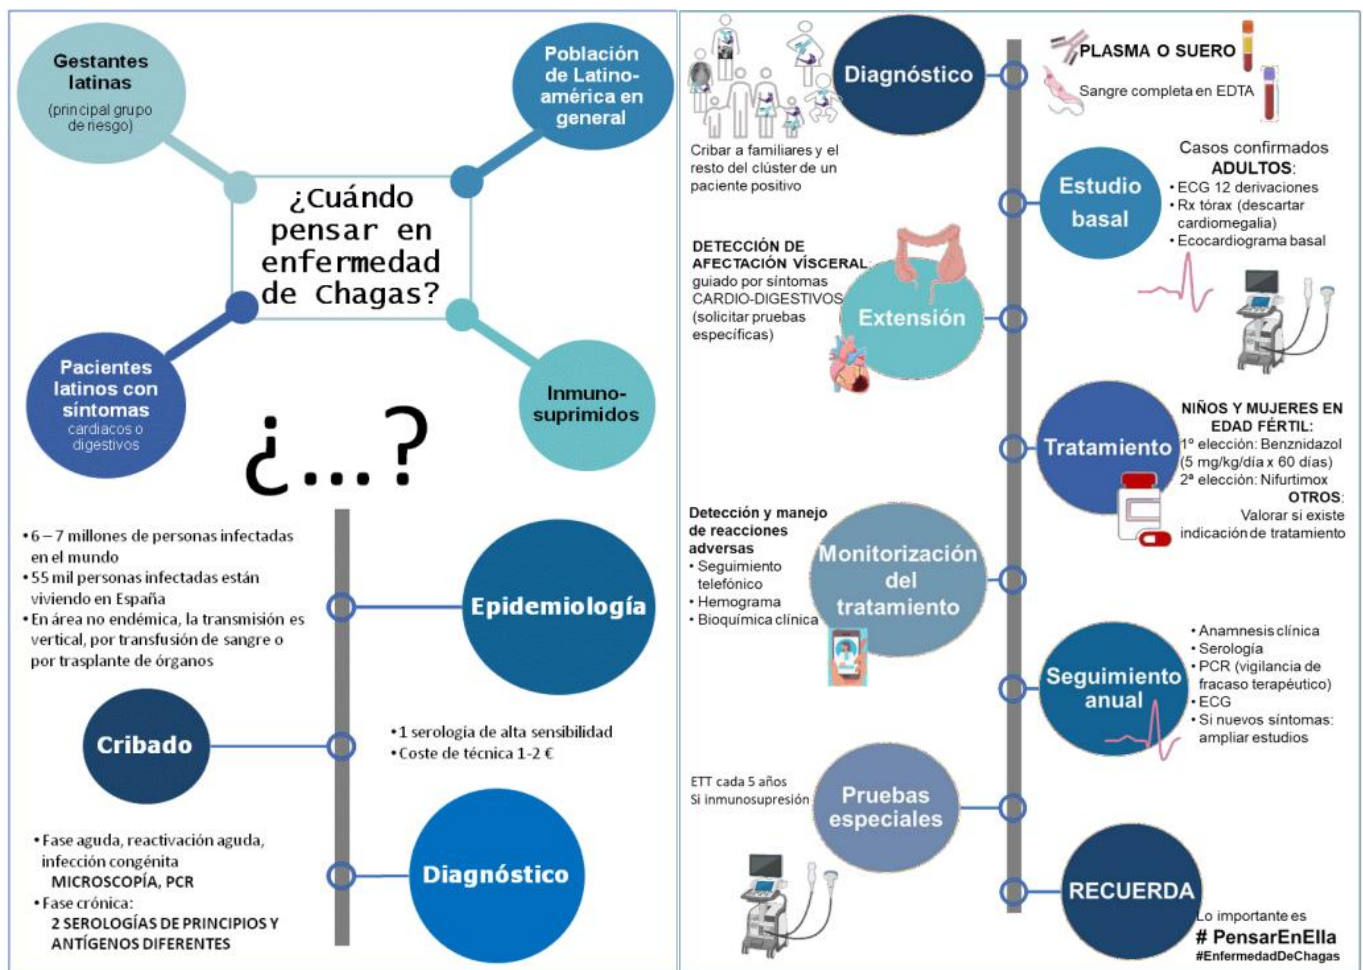 Gestantes
latinas
(principal grupo
de riesgo)
Población
de Latino-
américa en
general
¿Cuándo
pensar en
enfermedad
de Chagas?
Pacientes
latinos con
síntomas
cardiacos o
digestivos
Inmuno-
suprimidos
¿...?
• 6 – 7 millones de personas infectadas
en el mundo
• 55 mil personas infectadas están
viviendo en España
• En área no endémica, la transmisión es
vertical, por transfusión de sangre o
por trasplante de órganos
Epidemiología
Cribado
• 1 serología de alta sensibilidad
• Coste de técnica 1-2 €
• Fase aguda, reactivación aguda,
infección congénita
MICROSCOPÍA, PCR
• Fase crónica:
2 SEROLOGÍAS DE PRINCIPIOS Y
ANTÍGENOS DIFERENTES
Diagnóstico
Diagnóstico
PLASMA O SUERO
Sangre completa en EDTA
Cribar a familiares y el
resto del clúster de un
paciente positivo
Estudio
basal
Casos confirmados
ADULTOS:
• ECG 12 derivaciones
• Rx tórax (descartar
cardiomegalia)
• Ecocardiograma basal
DETECCIÓN DE
AFECTACIÓN VÍSCERAL:
guiado por síntomas
CARDIO-DIGESTIVOS
(solicitar pruebas
específicas)
Extensión
Tratamiento
NIÑOS Y MUJERES EN
EDAD FÉRTIL:
1º elección: Benznidazol
(5 mg/kg/día x 60 días)
2ª elección: Nifurtimox
OTROS:
Valorar si existe
indicación de tratamiento
Detección y manejo
de reacciones
adversas
• Seguimiento
telefónico
• Hemograma
• Bioquímica clínica
Monitorización
del
tratamiento
Seguimiento
anual
• Anamnesis clínica
• Serología
• PCR (vigilancia de
fracaso terapéutico)
• ECG
• Si nuevos síntomas:
ampliar estudios
ETT cada 5 años
Si inmunosupresión
Pruebas
especiales
RECUERDA
Lo importante es
# PensarEnElla
#EnfermedadDeChagas